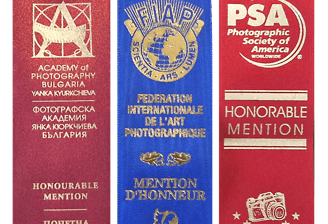 ACADEMY of
PHOTOGRAPHY
BULGARIA
YANKA KYURKCHEVA
ФОТОГРАФСКА
АКАДЕМИЯ
ЯНКА КЮРКЧИЕВА
БЪЛГАРИЯ
HONOURABLE
MENTION
ПОЧЕТНА
FIAP
SCIENTIA - ARS - LUMEN
FEDERATION
INTERNATIONALE
DE L'ART
PHOTOGRAPHIQUE
MENTION
D'HONNEUR
PSA
Photographic
Society of
America
WORLDWIDE
HONORABLE
MENTION